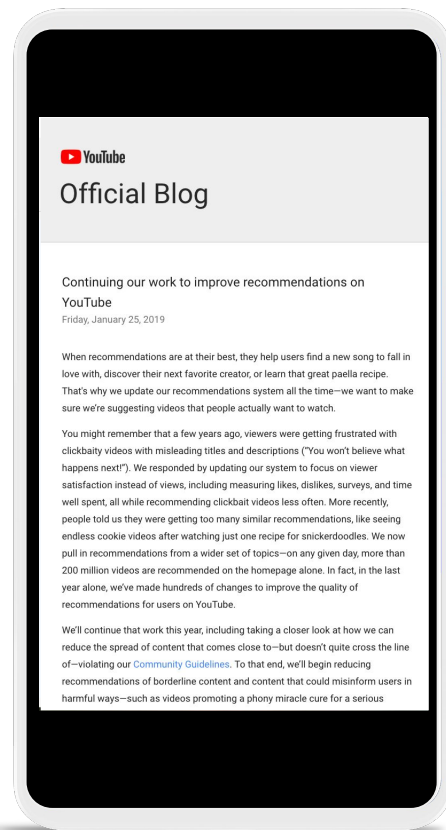 YouTube
Official Blog
Continuing our work to improve recommendations on
YouTube
Friday, January 25, 2019
When recommendations are at their best, they help users find a new song to fall in
love with, discover their next favorite creator, or learn that great paella recipe.
That's why we update our recommendations system all the time—we want to make
sure we're suggesting videos that people actually want to watch.
You might remember that a few years ago, viewers were getting frustrated with
clickbaity videos with misleading titles and descriptions ("You won't believe what
happens next!"). We responded by updating our system to focus on viewer
satisfaction instead of views, including measuring likes, dislikes, surveys, and time
well spent, all while recommending clickbait videos less often. More recently,
people told us they were getting too many similar recommendations, like seeing
endless cookie videos after watching just one recipe for snickerdoodles. We now
pull in recommendations from a wider set of topics—on any given day, more than
200 million videos are recommended on the homepage alone. In fact, in the last
year alone, we've made hundreds of changes to improve the quality of
recommendations for users on YouTube.
We'll continue that work this year, including taking a closer look at how we can
reduce the spread of content that comes close to—but doesn't quite cross the line
of—violating our Community Guidelines. To that end, we'll begin reducing
recommendations of borderline content and content that could misinform users in
harmful ways—such as videos promoting a phony miracle cure for a serious